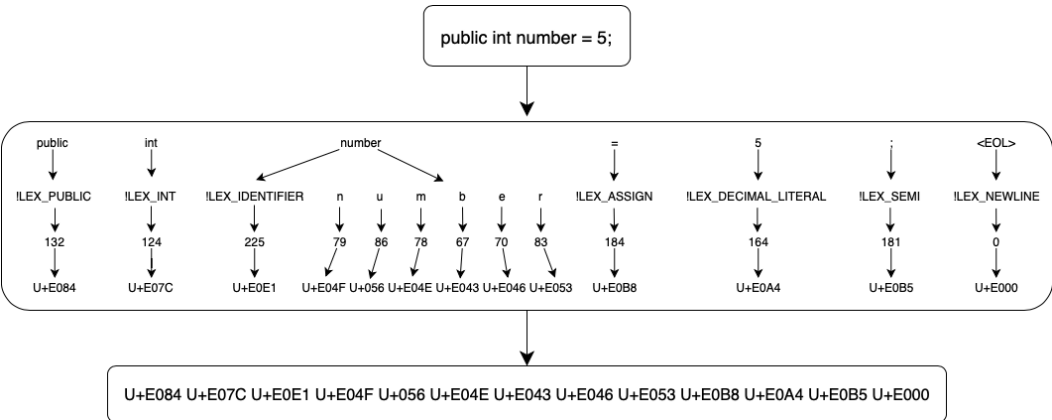 public int number = 5;
public int number = 5 ; <EOL>
!LEX_PUBLIC !LEX_INT !LEX_IDENTIFIER n u m b e r !LEX_ASSIGN !LEX_DECIMAL_LITERAL !LEX_SEMI !LEX_NEWLINE
132 124 225 79 86 78 67 70 83 184 164 181 0
U+E084 U+E07C U+E0E1 U+E04F U+056 U+E04E U+E043 U+E046 U+E053 U+E0B8 U+E0A4 U+E0B5 U+E000
U+E084 U+E07C U+E0E1 U+E04F U+056 U+E04E U+E043 U+E046 U+E053 U+E0B8 U+E0A4 U+E0B5 U+E000